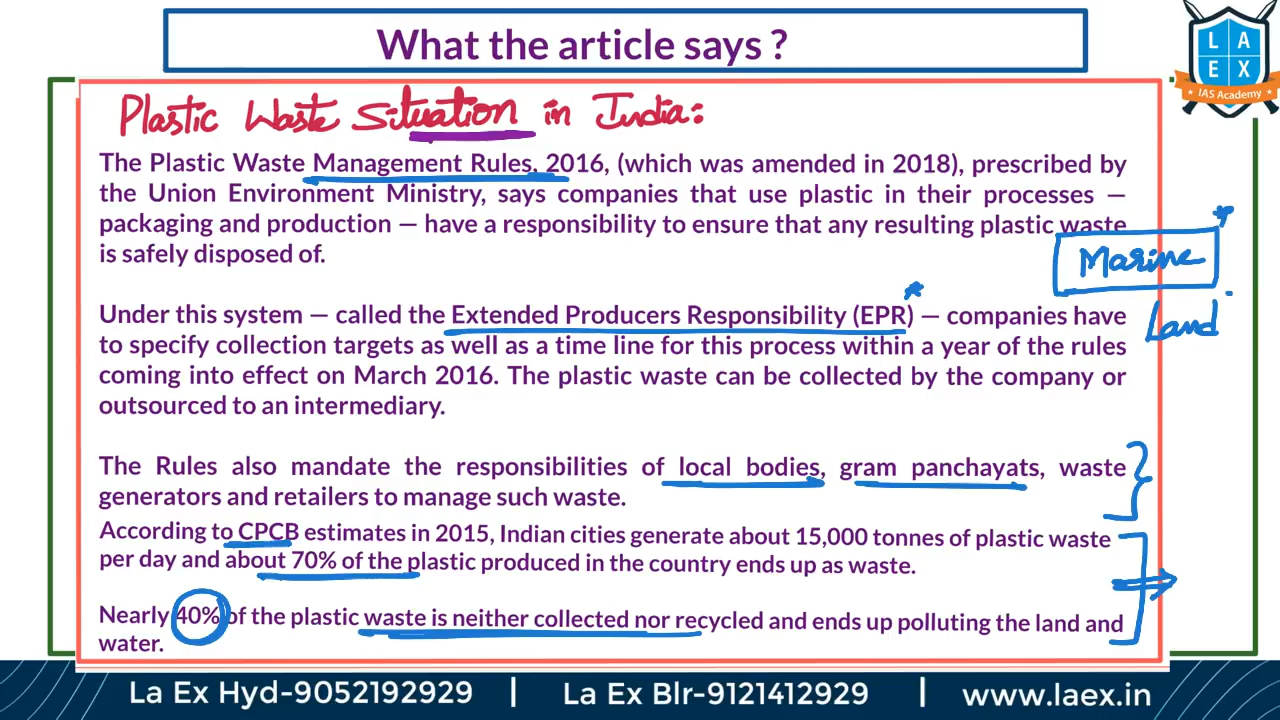 What the article says ?
L A
E X
IAS Academy
Plastic Waste Situation in India:
The Plastic Waste Management Rules, 2016, (which was amended in 2018), prescribed by
the Union Environment Ministry, says companies that use plastic in their processes —
packaging and production — have a responsibility to ensure that any resulting plastic waste
is safely disposed of.
Marine
Land
Under this system — called the Extended Producers Responsibility (EPR) — companies have
to specify collection targets as well as a time line for this process within a year of the rules
coming into effect on March 2016. The plastic waste can be collected by the company or
outsourced to an intermediary.
The Rules also mandate the responsibilities of local bodies, gram panchayats, waste
generators and retailers to manage such waste.
According to CPCB estimates in 2015, Indian cities generate about 15,000 tonnes of plastic waste
per day and about 70% of the plastic produced in the country ends up as waste.
Nearly 40% of the plastic waste is neither collected nor recycled and ends up polluting the land and
water.
La Ex Hyd-9052192929 | La Ex Blr-9121412929 | www.laex.in